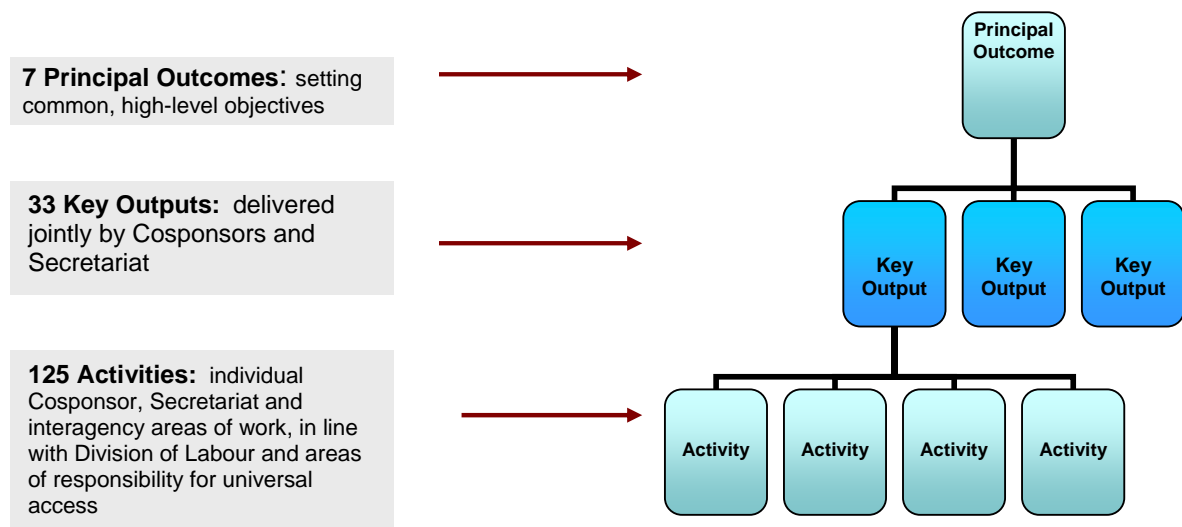 7 Principal Outcomes: setting
common, high-level objectives
33 Key Outputs: delivered
jointly by Cosponsors and
Secretariat
125 Activities: individual
Cosponsor, Secretariat and
interagency areas of work, in line
with Division of Labour and areas
of responsibility for universal
access
Principal
Outcome
Key
Output
Key
Output
Key
Output
Activity
Activity
Activity
Activity